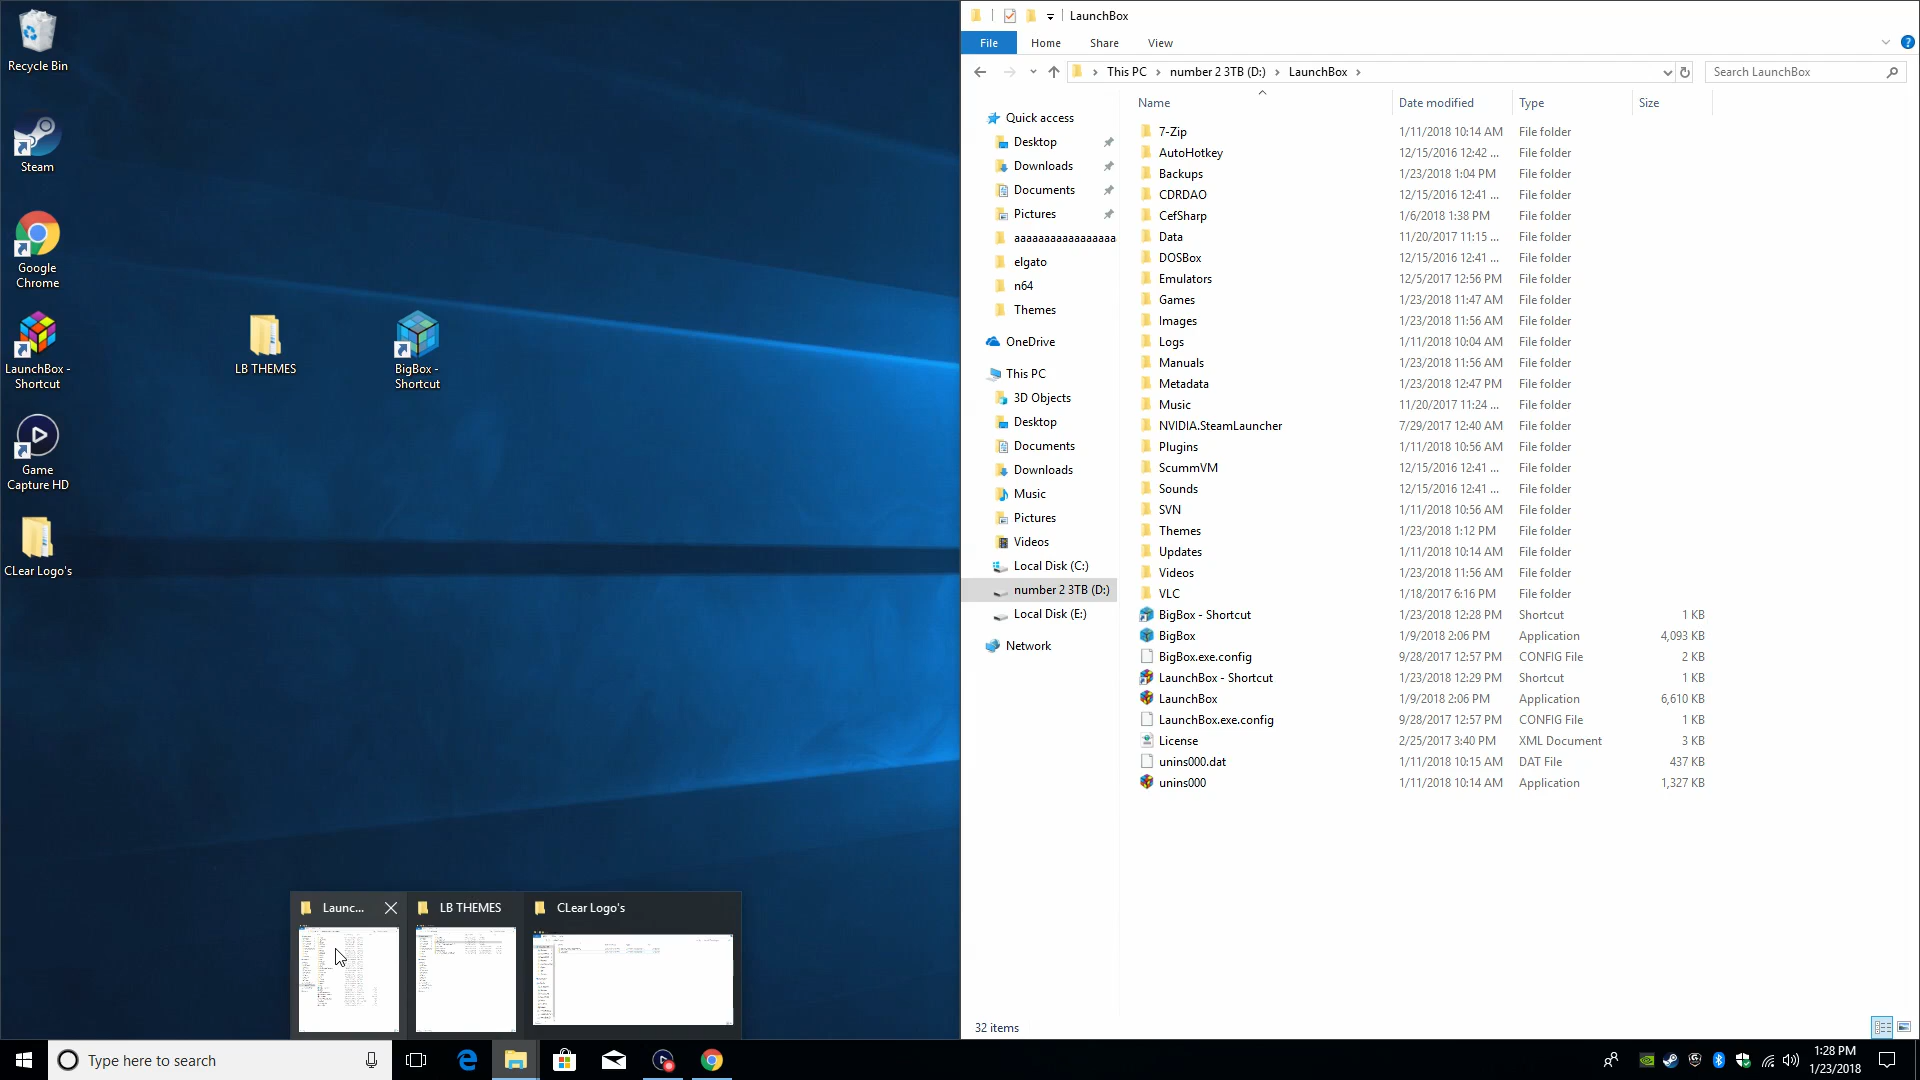 Recycle Bin
Steam
Google
Chrome
LaunchBox -
Shortcut
LB THEMES
BigBox -
Shortcut
Game
Capture HD
CLear Logo's
LaunchBox
File
Home
Share
View
This PC
number 2 3TB (D:)
LaunchBox
Search LaunchBox
Name
Date modified
Type
Size
Quick access
Desktop
Downloads
Documents
Pictures
aaaaaaaaaaaaaaaaa
elgato
n64
Themes
OneDrive
This PC
3D Objects
Desktop
Documents
Downloads
Music
Pictures
Videos
Local Disk (C:)
number 2 3TB (D:)
Local Disk (E:)
Network
7-Zip 1/11/2018 10:14 AM File folder
AutoHotkey 12/15/2016 12:42 ... File folder
Backups 1/23/2018 1:04 PM File folder
CDRDAO 12/15/2016 12:41 ... File folder
CefSharp 1/6/2018 1:38 PM File folder
Data 11/20/2017 11:15 ... File folder
DOSBox 12/15/2016 12:41 ... File folder
Emulators 12/5/2017 12:56 PM File folder
Games 1/23/2018 11:47 AM File folder
Images 1/23/2018 11:56 AM File folder
Logs 1/11/2018 10:04 AM File folder
Manuals 1/23/2018 11:56 AM File folder
Metadata 1/23/2018 12:47 PM File folder
Music 11/20/2017 11:24 ... File folder
NVIDIA.SteamLauncher 7/29/2017 12:40 AM File folder
Plugins 1/11/2018 10:56 AM File folder
ScummVM 12/15/2016 12:41 ... File folder
Sounds 12/15/2016 12:41 ... File folder
SVN 1/11/2018 10:56 AM File folder
Themes 1/23/2018 1:12 PM File folder
Updates 1/11/2018 10:14 AM File folder
Videos 1/23/2018 11:56 AM File folder
VLC 1/18/2017 6:16 PM File folder
BigBox - Shortcut 1/23/2018 12:28 PM Shortcut 1 KB
BigBox 1/9/2018 2:06 PM Application 4,093 KB
BigBox.exe.config 9/28/2017 12:57 PM CONFIG File 2 KB
LaunchBox - Shortcut 1/23/2018 12:29 PM Shortcut 1 KB
LaunchBox 1/9/2018 2:06 PM Application 6,610 KB
LaunchBox.exe.config 9/28/2017 12:57 PM CONFIG File 1 KB
License 2/25/2017 3:40 PM XML Document 3 KB
unins000.dat 1/11/2018 10:15 AM DAT File 437 KB
unins000 1/11/2018 10:14 AM Application 1,327 KB
32 items
Launc...
LB THEMES
CLear Logo's
Type here to search
1:28 PM
1/23/2018